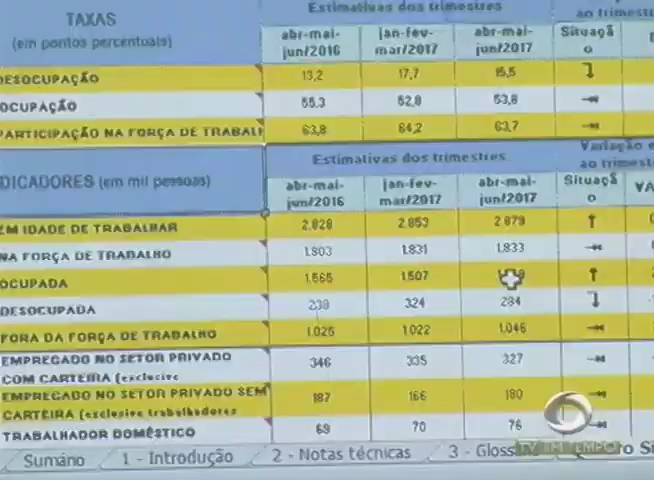 TAXAS
(em pontos percentuais)
Estimativas dos trimestres
ao trimestr
abr-mai-jun/2016 jan-fev-mar/2017 abr-mai-jun/2017 Situaçã o
DESOCUPAÇÃO 13,2 17,7 15,5
OCUPAÇÃO 55,3 52,8 53,8
PARTICIPAÇÃO NA FORÇA DE TRABAL 63,8 64,2 63,7
DICADORES (em mil pessoas)
Estimativas dos trimestres
Variação e
ao trimest
abr-mai-jun/2016 jan-fev-mar/2017 abr-mai-jun/2017 Situaçã o VA
EM IDADE DE TRABALHAR 2.828 2.853 2.879
NA FORÇA DE TRABALHO 1.803 1.831 1.833
OCUPADA 1.565 1.507
DESOCUPADA 238 324 284
FORA DA FORÇA DE TRABALHO 1.025 1.022 1.046
EMPREGADO NO SETOR PRIVADO
COM CARTEIRA (exclusive 346 335 327
EMPREGADO NO SETOR PRIVADO SEM
CARTEIRA (exclusive trabalhadores 187 166 180
TRABALHADOR DOMÉSTICO 69 70 76
Sumário 1 - Introdução 2 - Notas técnicas 3 - Gloss